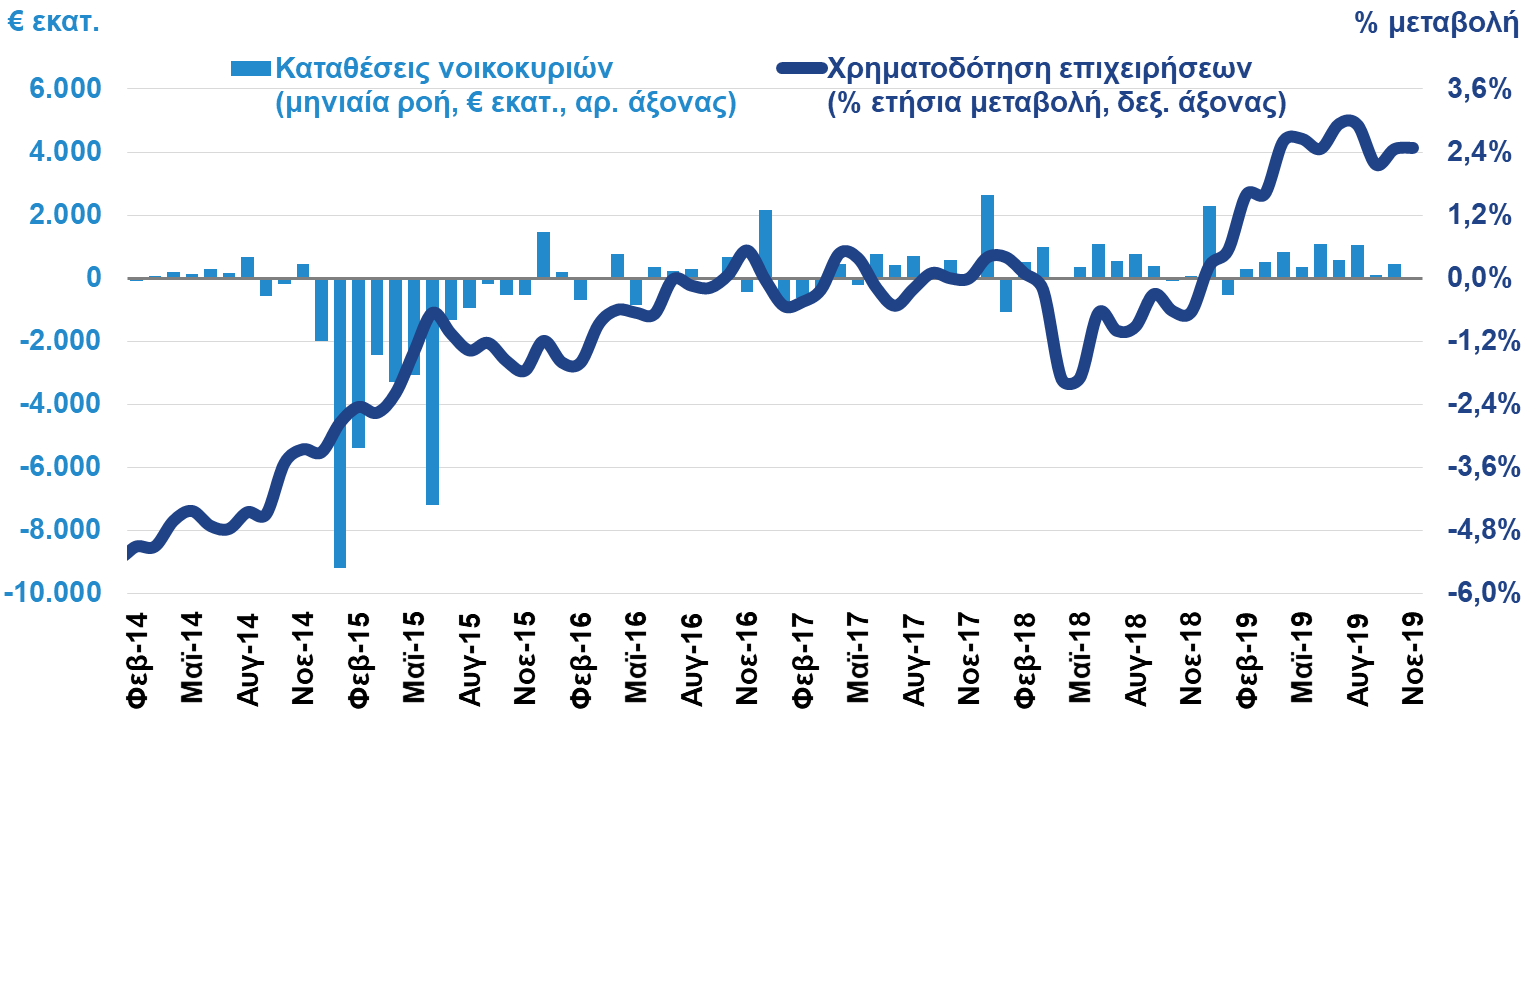 € εκατ.
% μεταβολή
Καταθέσεις νοικοκυριών
(μηνιαία ροή, € εκατ., αρ. άξονας)
Χρηματοδότηση επιχειρήσεων
(% ετήσια μεταβολή, δεξ. άξονας)
6.000
4.000
2.000
0
-2.000
-4.000
-6.000
-8.000
-10.000
3,6%
2,4%
1,2%
0,0%
-1,2%
-2,4%
-3,6%
-4,8%
-6,0%
Φεβ-14
Μαϊ-14
Αυγ-14
Νοε-14
Φεβ-15
Μαϊ-15
Αυγ-15
Νοε-15
Φεβ-16
Μαϊ-16
Αυγ-16
Νοε-16
Φεβ-17
Μαϊ-17
Αυγ-17
Νοε-17
Φεβ-18
Μαϊ-18
Αυγ-18
Νοε-18
Φεβ-19
Μαϊ-19
Αυγ-19
Νοε-19